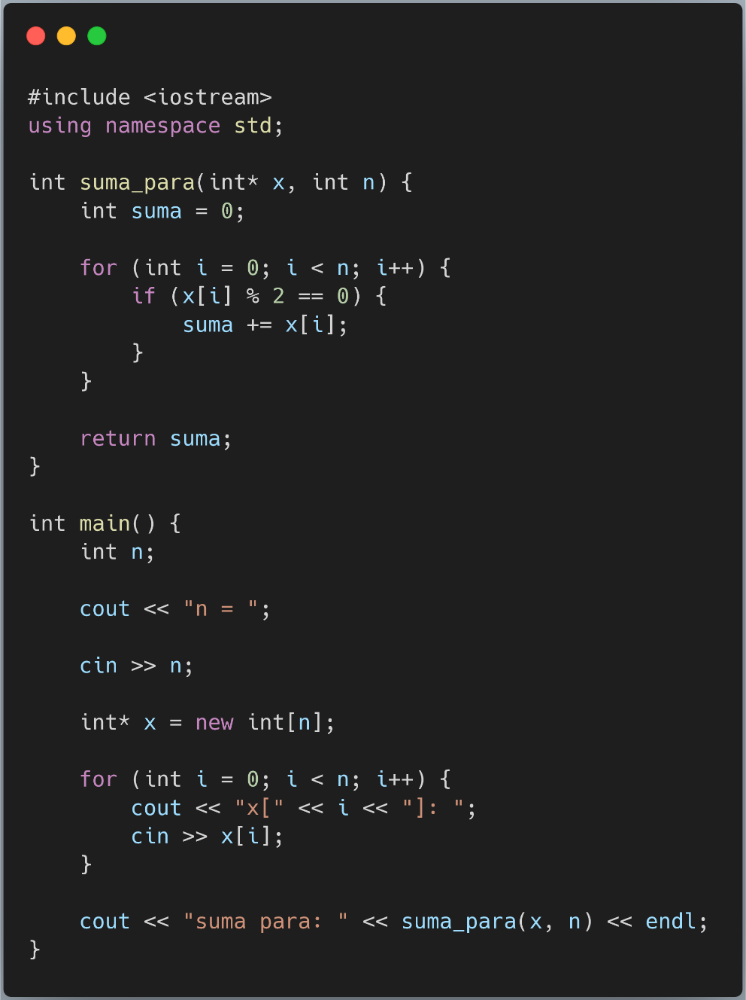 #include <iostream>
using namespace std;
int suma_para(int* x, int n) {
    int suma = 0;
    for (int i = 0; i < n; i++) {
        if (x[i] % 2 == 0) {
            suma += x[i];
        }
    }
    return suma;
}
int main() {
    int n;
    cout << "n = ";
    cin >> n;
    int* x = new int[n];
    for (int i = 0; i < n; i++) {
        cout << "x[" << i << "]: ";
        cin >> x[i];
    }
    cout << "suma para: " << suma_para(x, n) << endl;
}